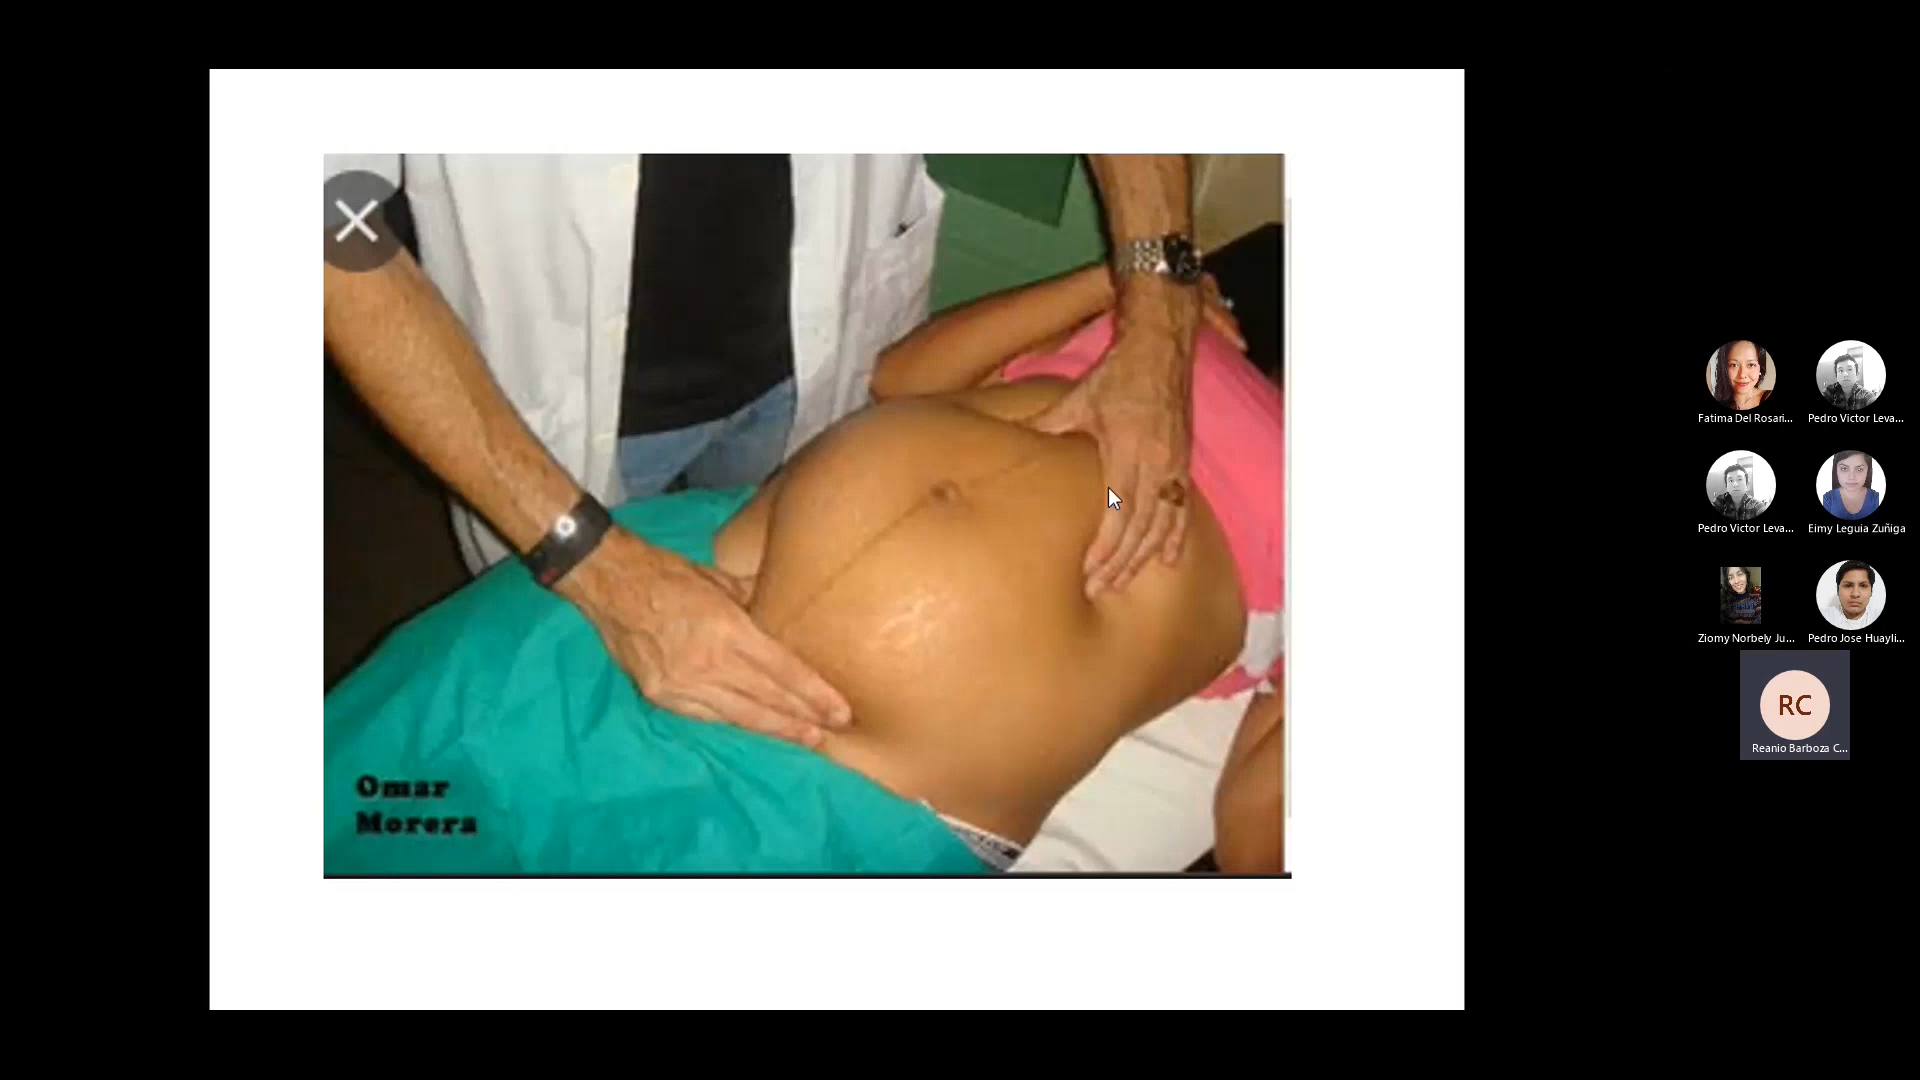 Omar
Morera
Fatima Del Rosari...
Pedro Victor Leva...
Pedro Victor Leva...
Eimy Leguia Zuñiga
Ziomy Norbely Ju...
Pedro Jose Huayli...
RC
Reanio Barboza C...